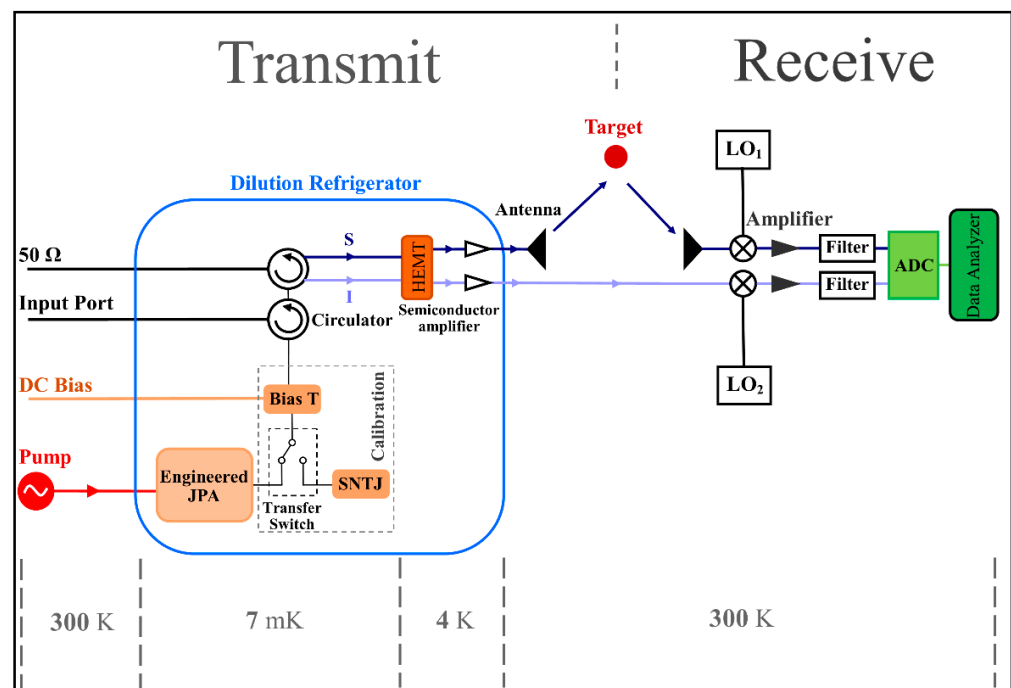 Transmit
Receive
Target
LO₁
Dilution Refrigerator
Antenna
Amplifier
50 Ω
S
HEMT
Filter
ADC
Data Analyzer
I
Filter
Input Port
Circulator
Semiconductor
amplifier
LO₂
DC Bias
Bias T
Calibration
Pump
Engineered
JPA
SNTJ
Transfer
Switch
300 K
7 mK
4 K
300 K